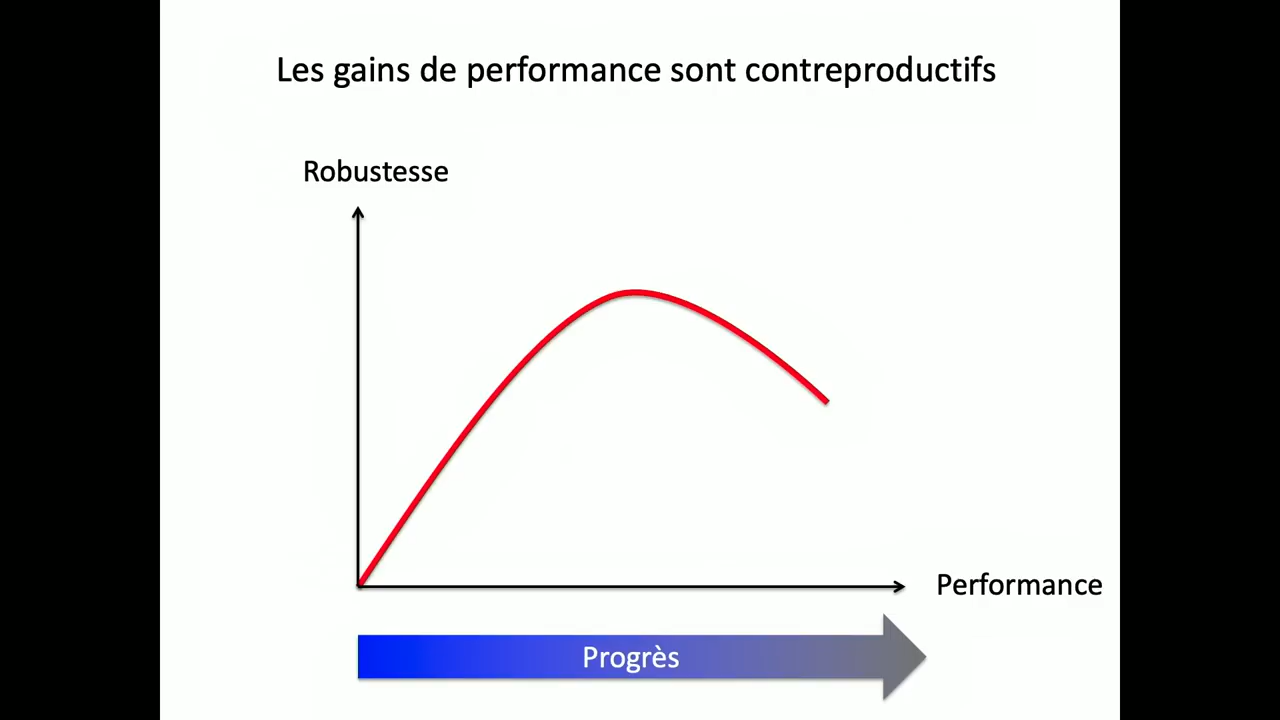 Les gains de performance sont contreproductifs
Robustesse
Performance
Progrès